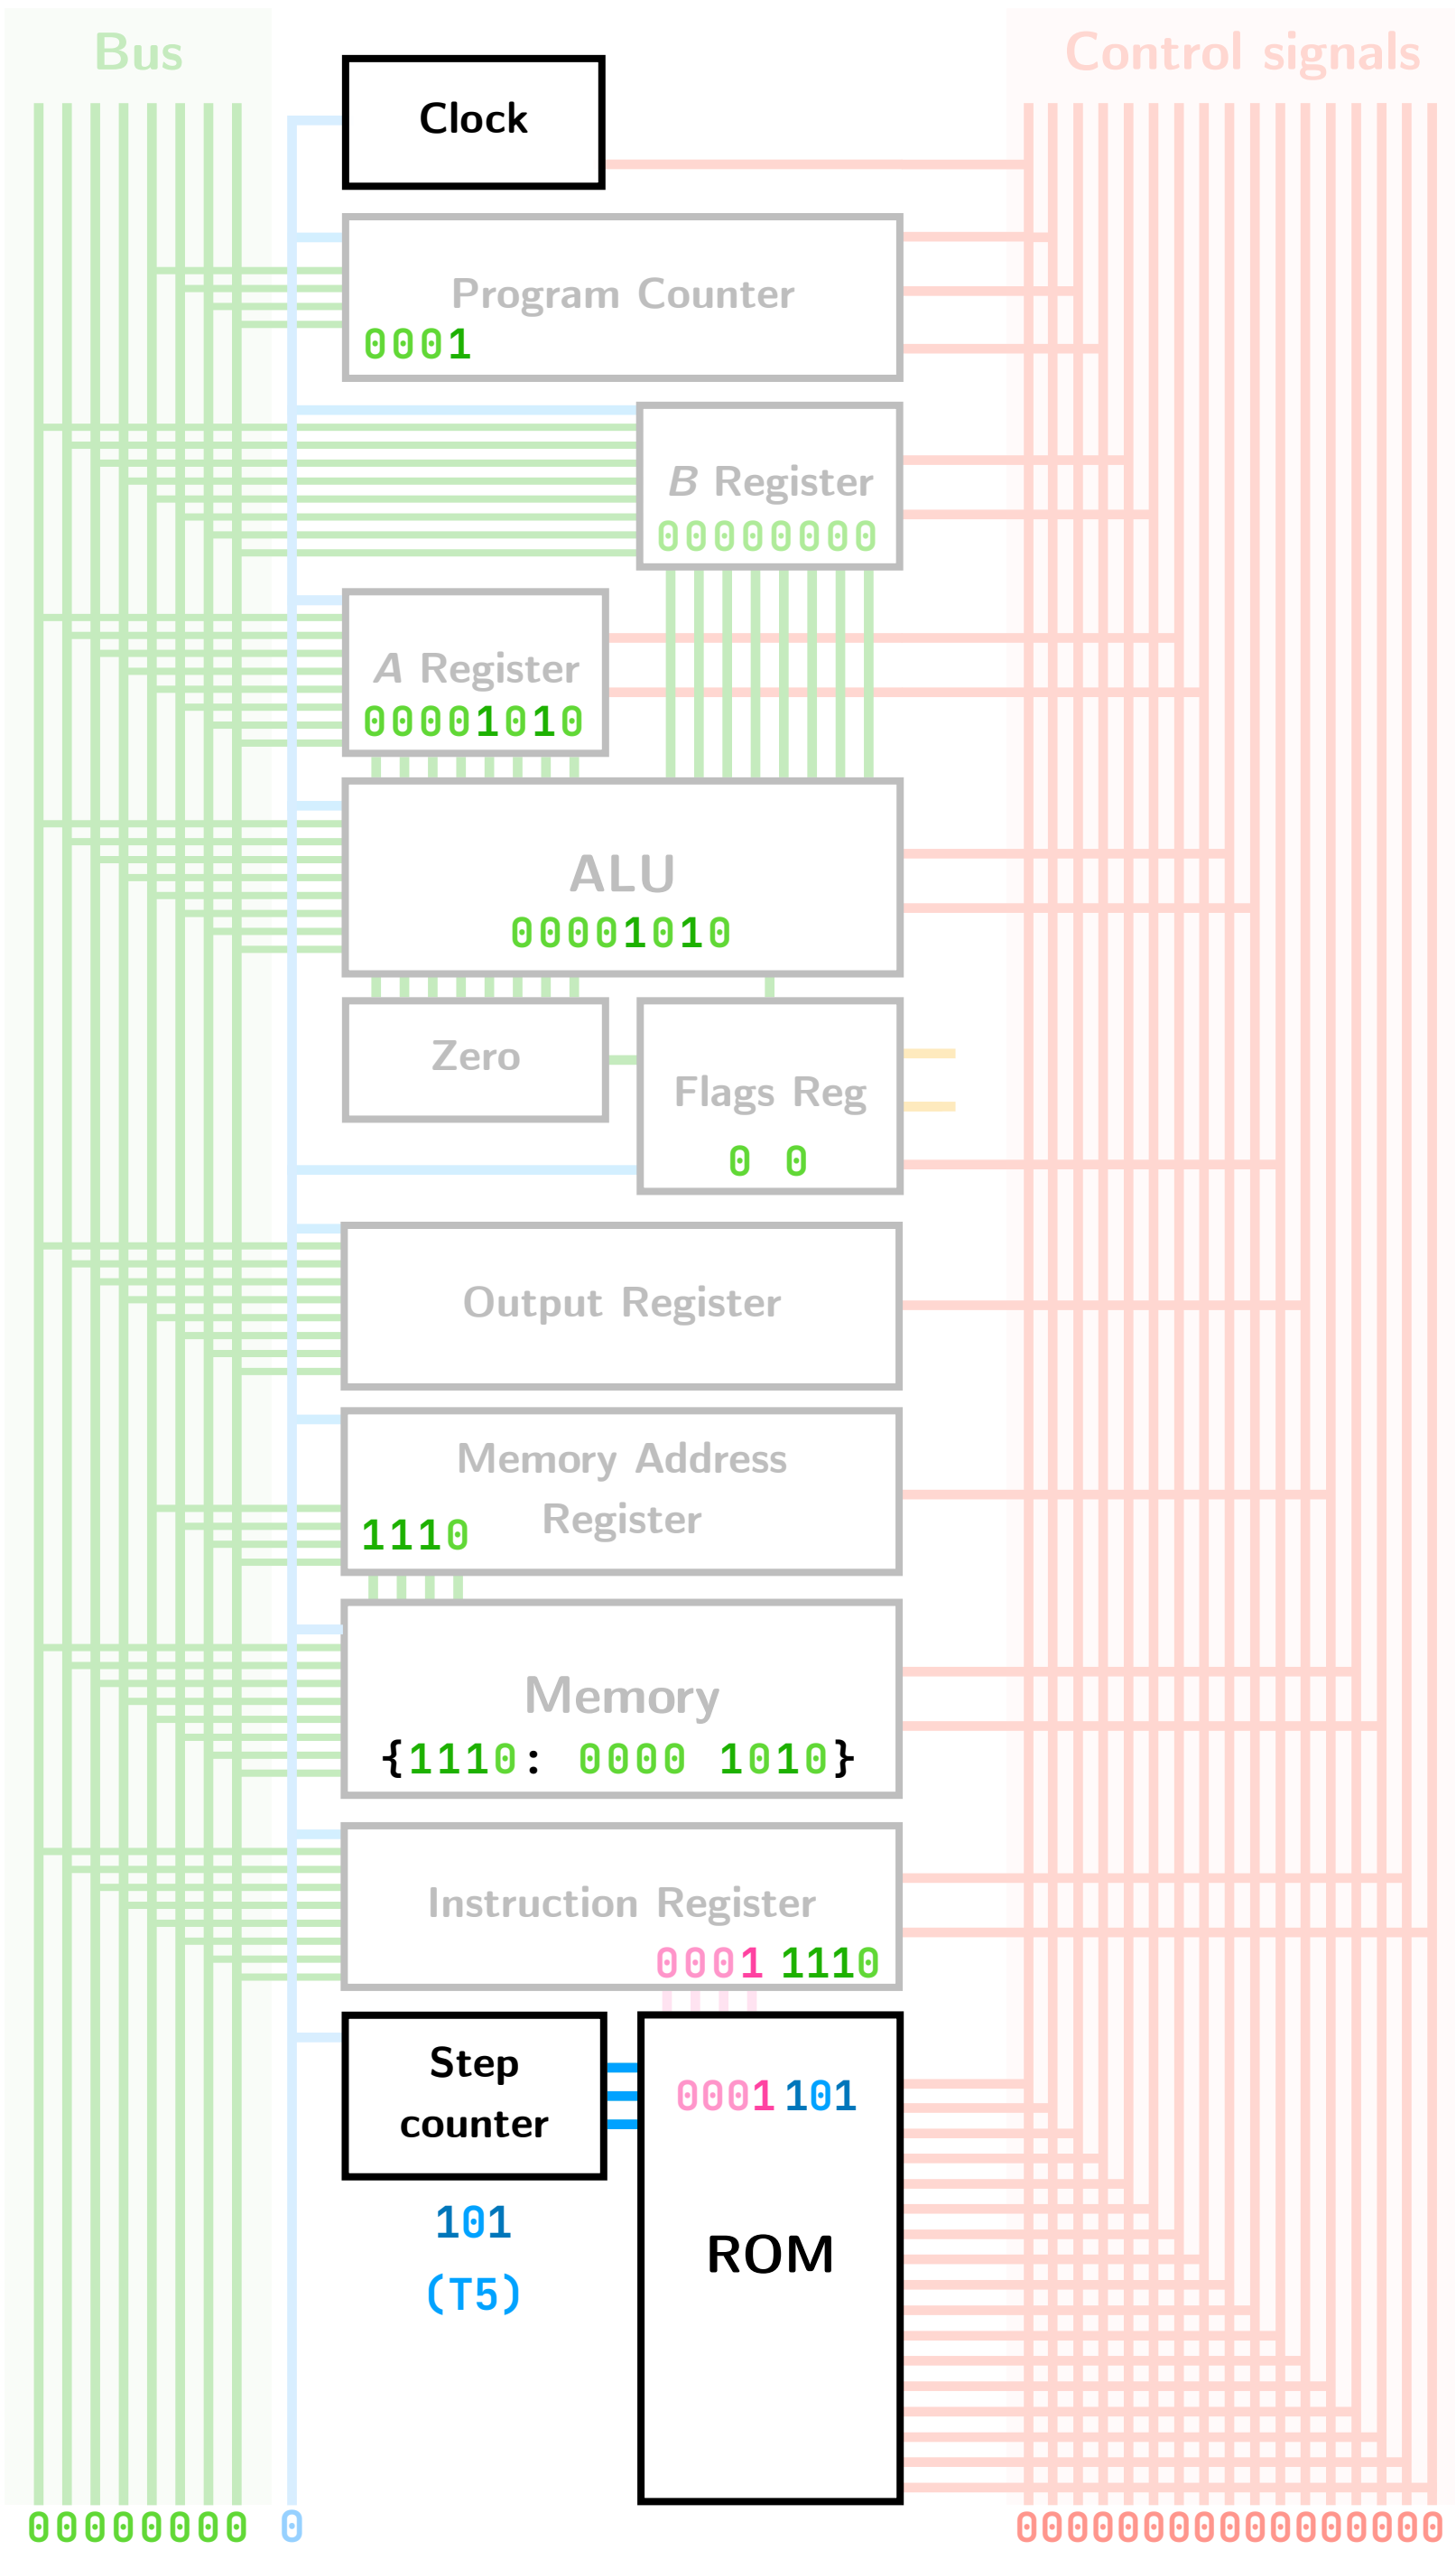 Bus
Control signals
Clock
Program Counter
0001
B Register
00000000
A Register
00001010
ALU
00001010
Zero
Flags Reg
0 0
Output Register
Memory Address
Register
1110
Memory
{1110: 0000 1010}
Instruction Register
0001 1110
Step
counter
0001 101
101
(T5)
ROM
00000000 0 00000000000000000